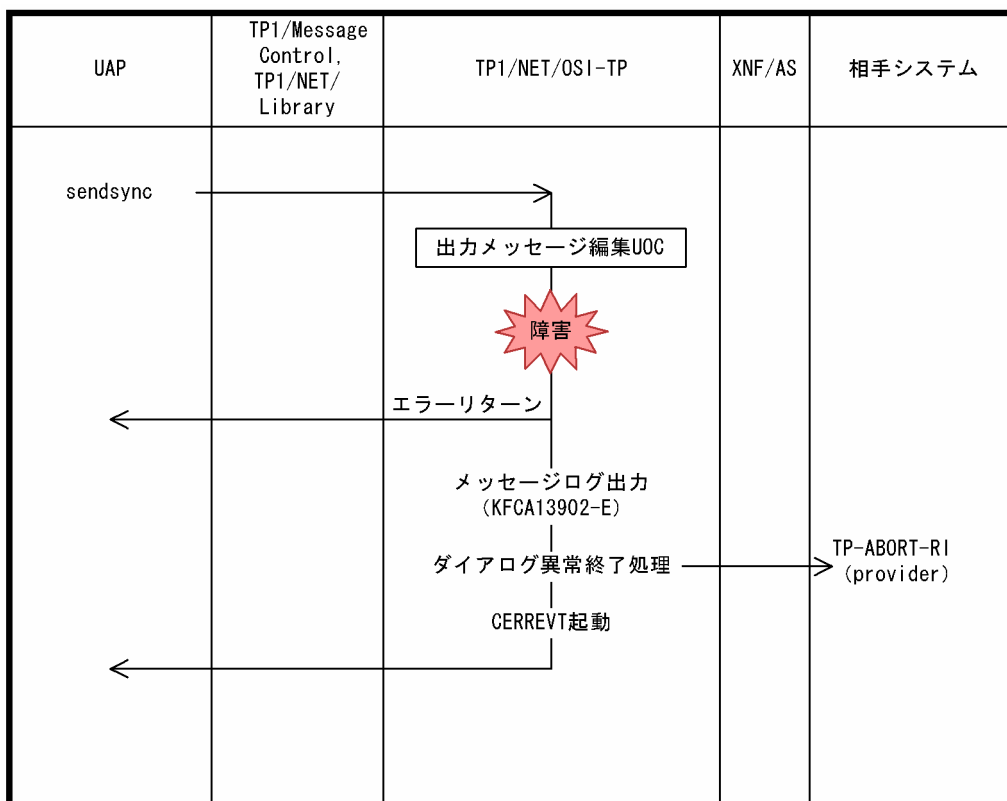 UAP
TP1/Message
Control,
TP1/NET/
Library
TP1/NET/OSI-TP
XNF/AS
相手システム
sendsync
出力メッセージ編集UOC
障害
エラーリターン
メッセージログ出力
(KFCA13902-E)
ダイアログ異常終了処理
TP-ABORT-RI
(provider)
CERREVT起動